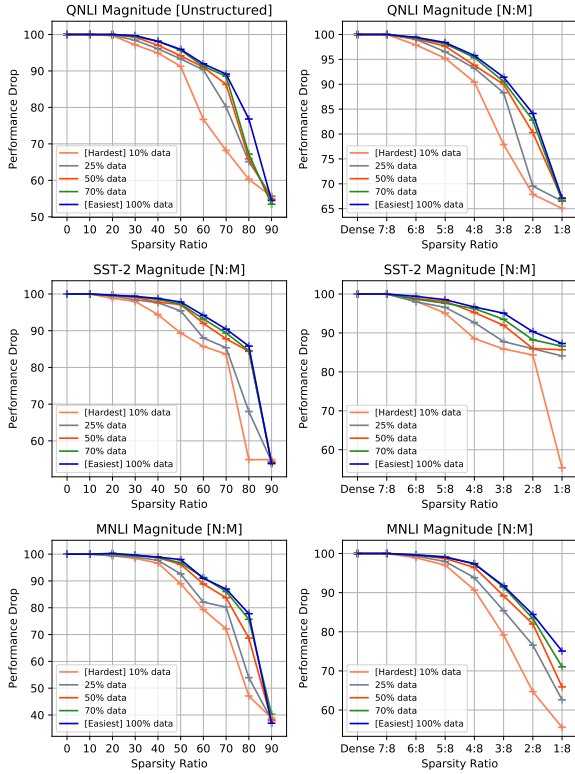 QNLI Magnitude [Unstructured]
Performance Drop
100
90
80
70
60
50
[Hardest] 10% data
25% data
50% data
70% data
[Easiest] 100% data
0 10 20 30 40 50 60 70 80 90
Sparsity Ratio
QNLI Magnitude [N:M]
Performance Drop
100
95
90
85
80
75
70
65
[Hardest] 10% data
25% data
50% data
70% data
[Easiest] 100% data
Dense 7:8 6:8 5:8 4:8 3:8 2:8 1:8
Sparsity Ratio
SST-2 Magnitude [N:M]
Performance Drop
100
90
80
70
60
[Hardest] 10% data
25% data
50% data
70% data
[Easiest] 100% data
0 10 20 30 40 50 60 70 80 90
Sparsity Ratio
SST-2 Magnitude [N:M]
Performance Drop
100
90
80
70
60
[Hardest] 10% data
25% data
50% data
70% data
[Easiest] 100% data
Dense 7:8 6:8 5:8 4:8 3:8 2:8 1:8
Sparsity Ratio
MNLI Magnitude [N:M]
Performance Drop
100
90
80
70
60
50
40
[Hardest] 10% data
25% data
50% data
70% data
[Easiest] 100% data
0 10 20 30 40 50 60 70 80 90
Sparsity Ratio
MNLI Magnitude [N:M]
Performance Drop
100
90
80
70
60
[Hardest] 10% data
25% data
50% data
70% data
[Easiest] 100% data
Dense 7:8 6:8 5:8 4:8 3:8 2:8 1:8
Sparsity Ratio